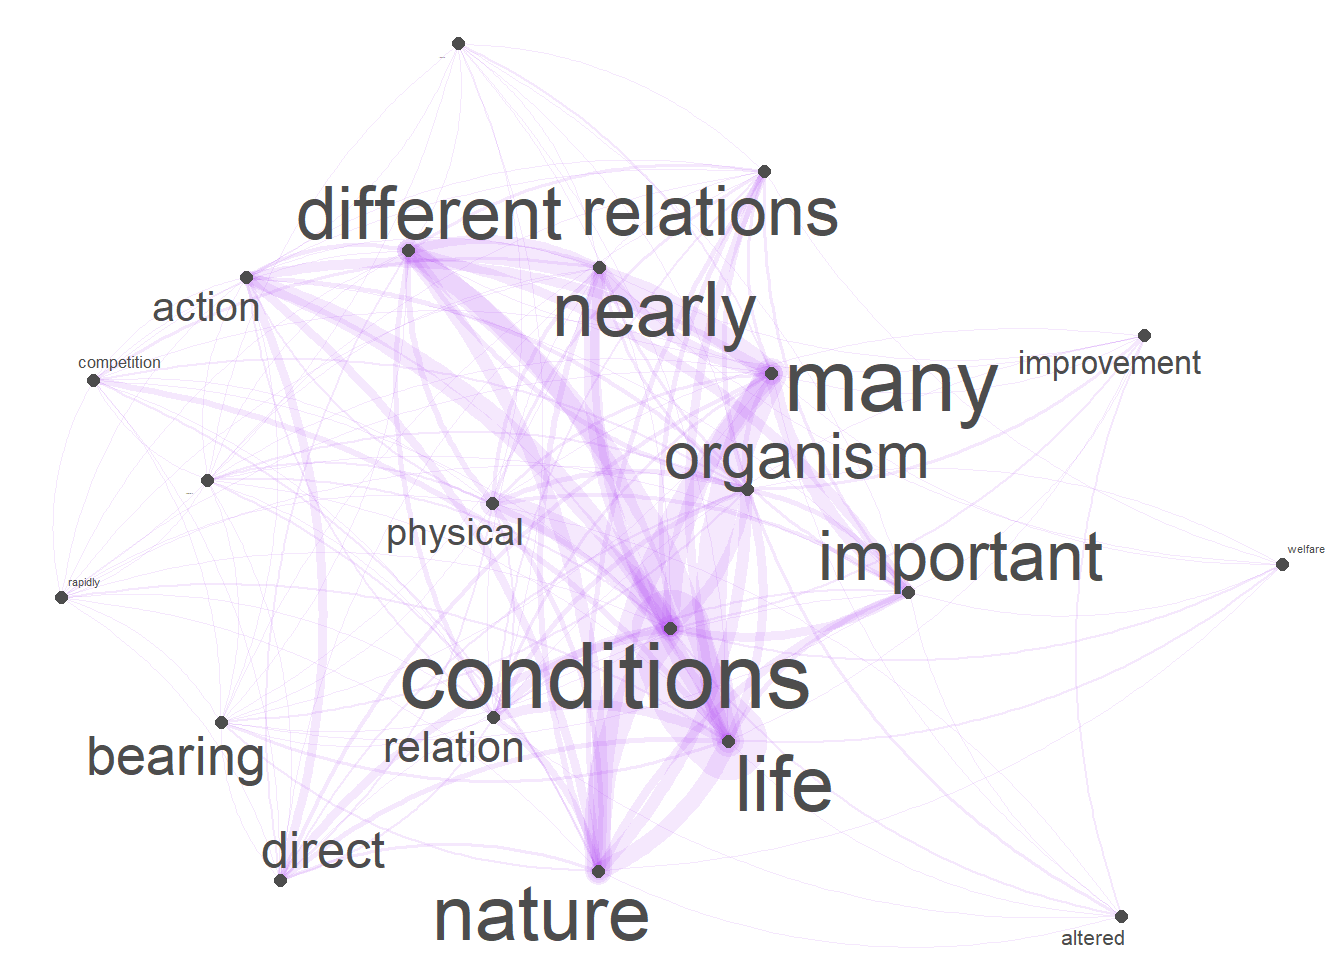 different relations
action
nearly
competition
improvement
many
organism
physical
important
welfare
rapidly
conditions
relation
bearing
life
direct
nature
altered